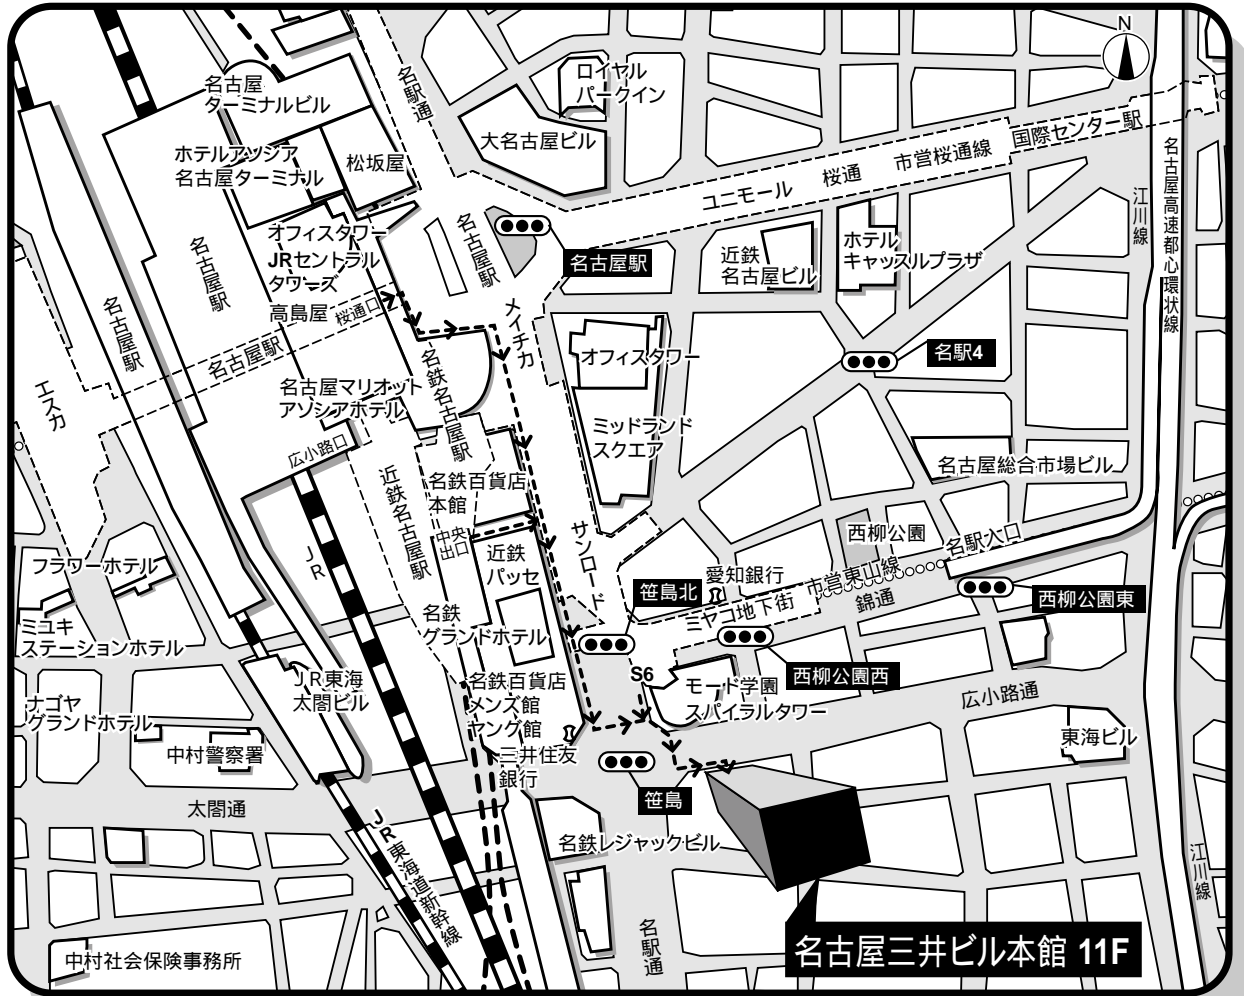 N
名古屋
ターミナルビル
名駅通
ロイヤル
パークイン
大名古屋ビル
ホテルアソシア
名古屋ターミナル
松坂屋
ユニモール
桜通
市営桜通線
国際センター駅
江川線
名古屋高速都心環状線
名古屋駅
オフィスタワー
JRセントラル
タワーズ
高島屋
桜通口
名古屋駅
名古屋駅
名古屋駅
近鉄
名古屋ビル
ホテル
キャッスルプラザ
名古屋駅
名古屋駅
メイチカ
名駅4
エスカ
名古屋マリオット
アソシアホテル
広小路口
名鉄名古屋駅
オフィスタワー
ミッドランド
スクエア
名古屋総合市場ビル
近鉄名古屋駅
名鉄百貨店
本館
中央
出口
JR
サンロード
西柳公園
名駅入口
近鉄
パッセ
フラワーホテル
愛知銀行
市営東山線
錦通
ミヤコ地下街
笹島北
西柳公園東
名鉄
グランドホテル
ミユキ
ステーションホテル
S6
西柳公園西
モード学園
スパイラルタワー
広小路通
JR東海
太閤ビル
名鉄百貨店
メンズ館
ヤング館
三井住友
銀行
ナゴヤ
グランドホテル
中村警察署
東海ビル
太閤通
笹島
名鉄レジャックビル
JR東海道新幹線
江川線
名駅通
中村社会保険事務所
名古屋三井ビル本館 11F